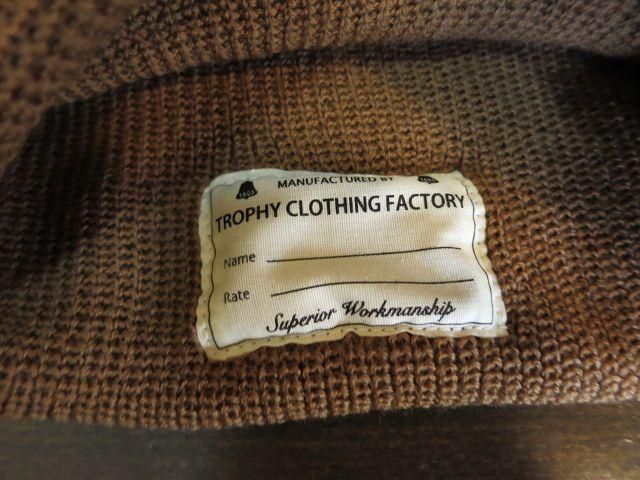 MANUFACTURED BY
TROPHY CLOTHING FACTORY
Name
Rate
Superior Workmanship